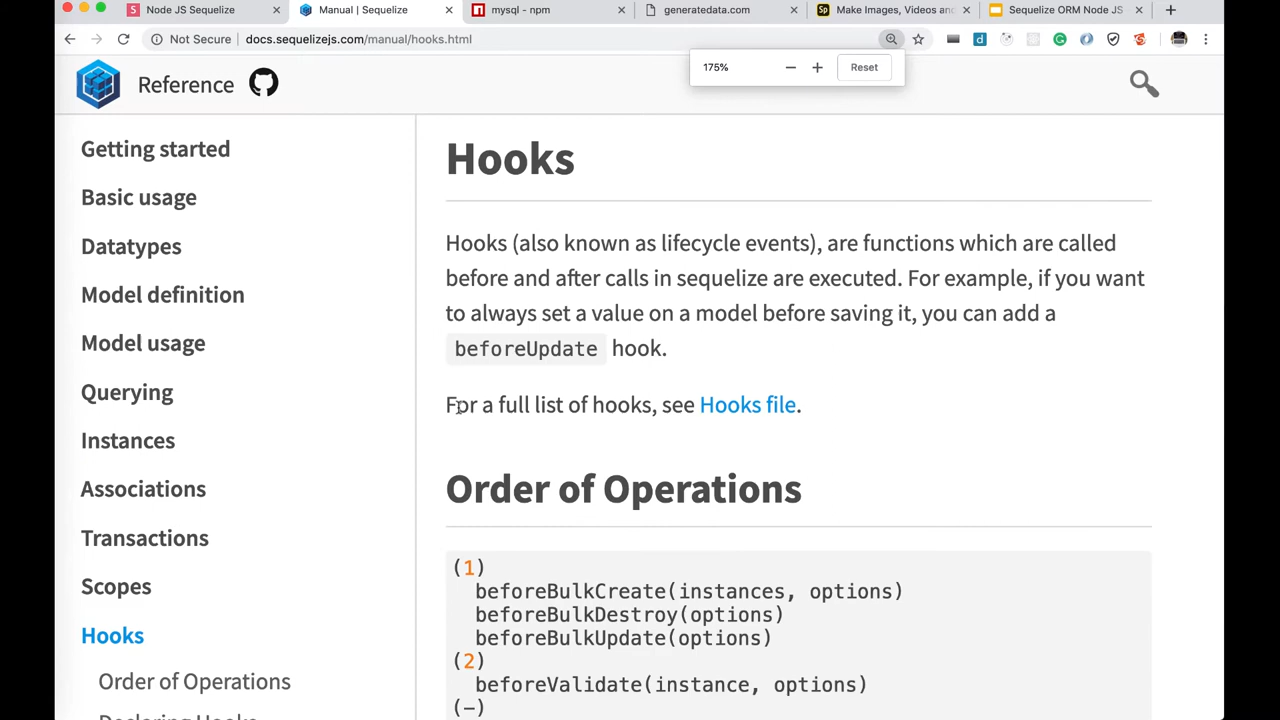 Node JS Sequelize
Manual | Sequelize
mysql - npm
generatedata.com
Make Images, Videos and
Sequelize ORM Node JS
Not Secure | docs.sequelizejs.com/manual/hooks.html
175%
Reset
Reference
Getting started
Basic usage
Datatypes
Model definition
Model usage
Querying
Instances
Associations
Transactions
Scopes
Hooks
Order of Operations
Declaring Hooks
Hooks
Hooks (also known as lifecycle events), are functions which are called
before and after calls in sequelize are executed. For example, if you want
to always set a value on a model before saving it, you can add a
beforeUpdate hook.
For a full list of hooks, see Hooks file.
Order of Operations
(1)
beforeBulkCreate(instances, options)
beforeBulkDestroy(options)
beforeBulkUpdate(options)
(2)
beforeValidate(instance, options)
(—)